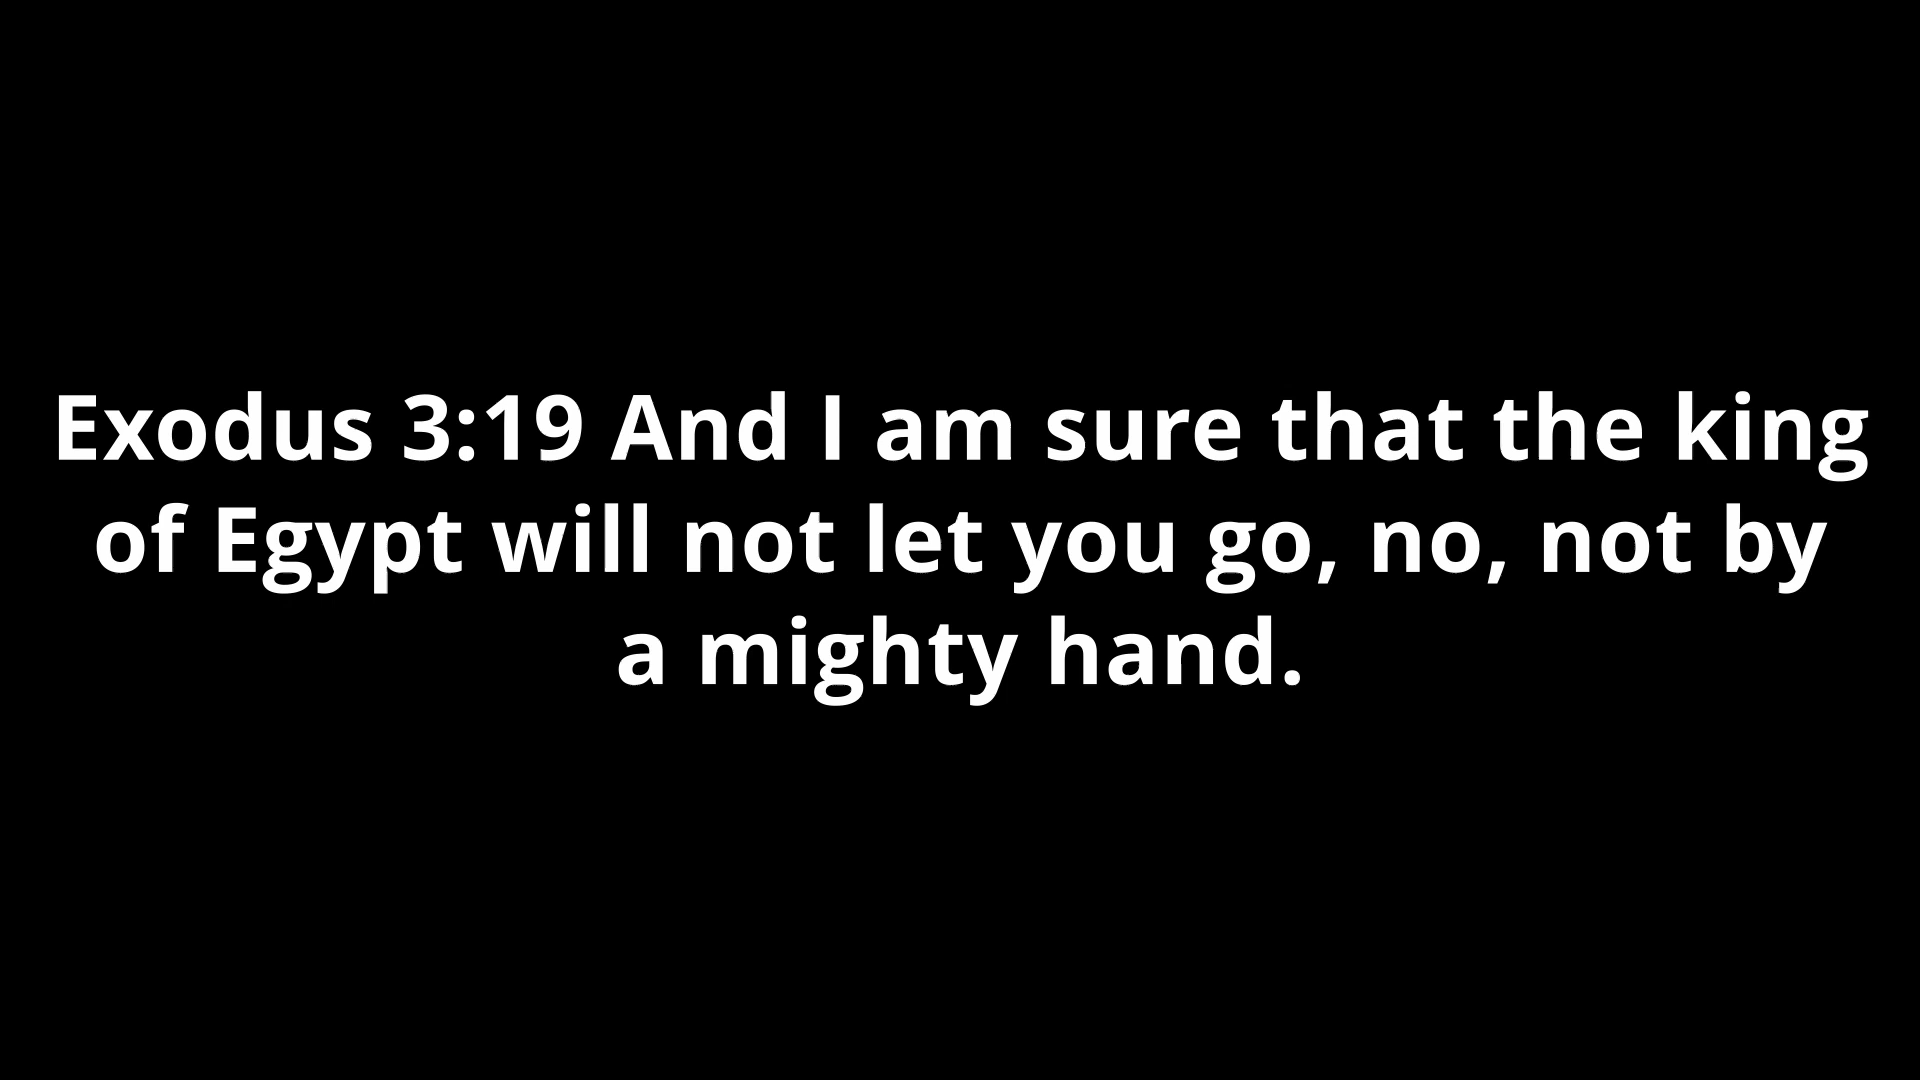 Exodus 3:19 And I am sure that the king
of Egypt will not let you go, no, not by
a mighty hand.